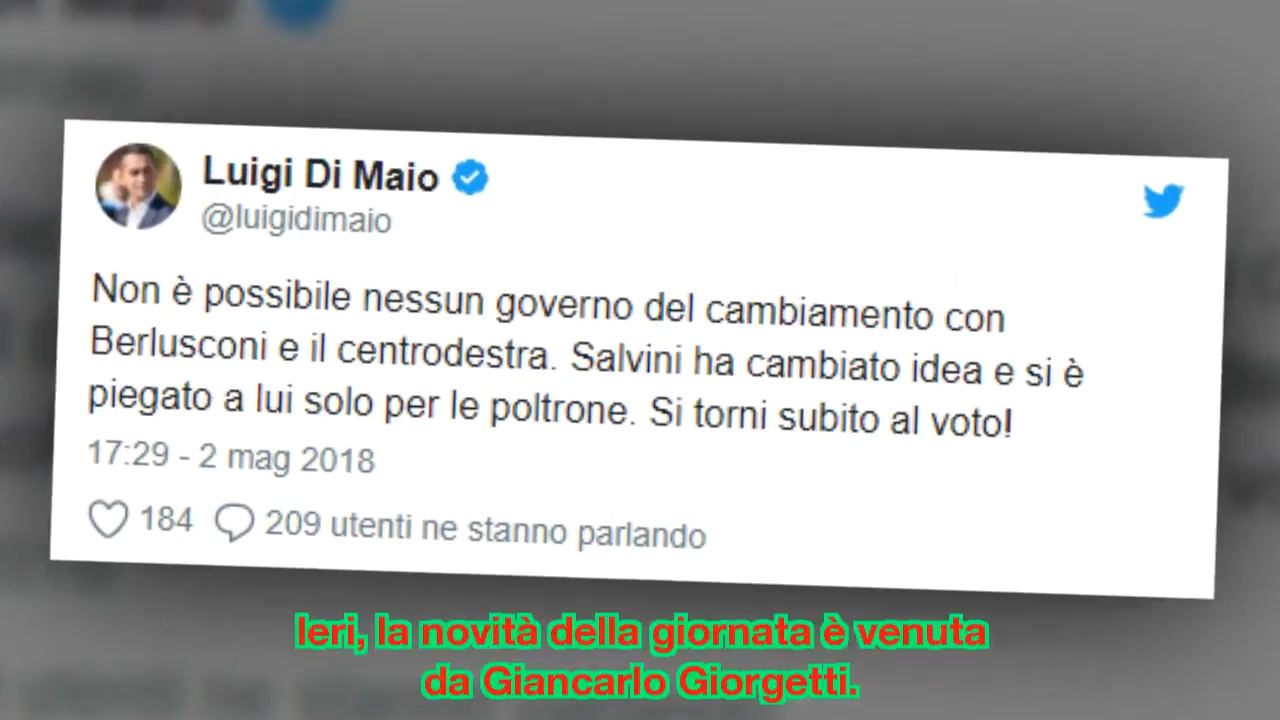 Luigi Di Maio
@luigidimaio
Non è possibile nessun governo del cambiamento con
Berlusconi e il centrodestra. Salvini ha cambiato idea e si è
piegato a lui solo per le poltrone. Si torni subito al voto!
17:29 - 2 mag 2018
184 209 utenti ne stanno parlando
Ieri, la novità della giornata è venuta
da Giancarlo Giorgetti.